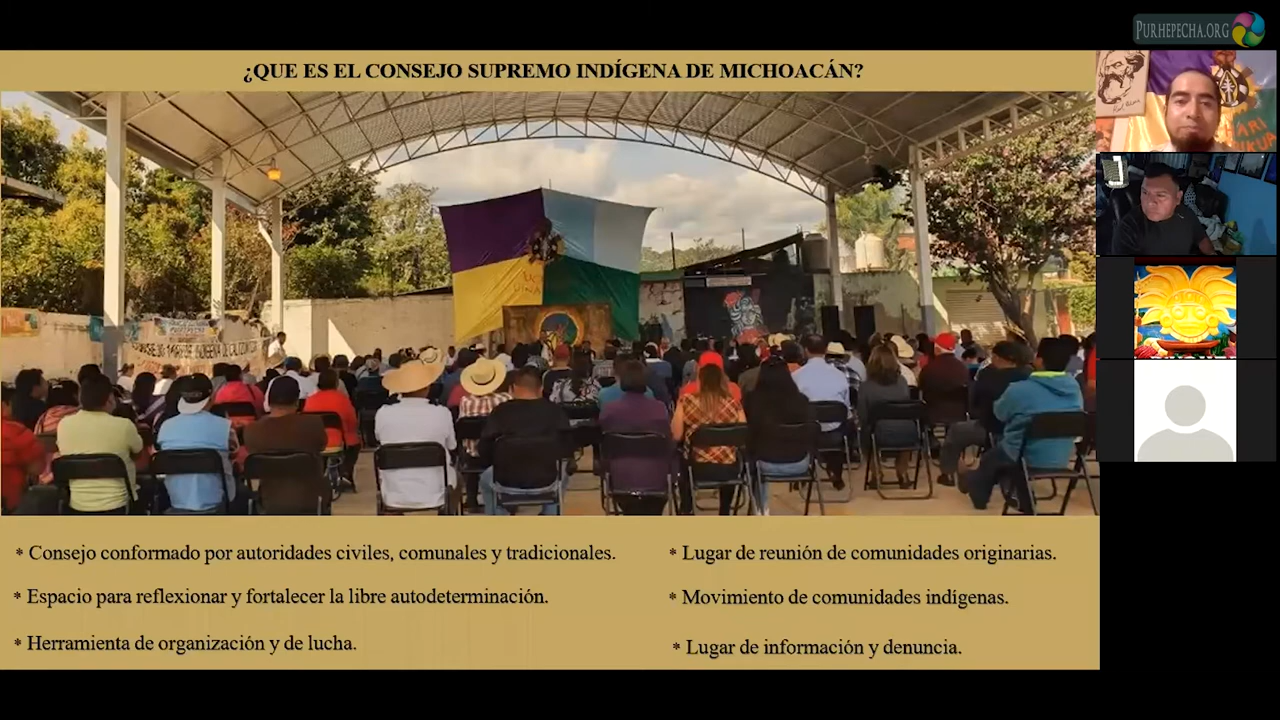 PURHEPECHA.ORG
¿QUE ES EL CONSEJO SUPREMO INDÍGENA DE MICHOACÁN?
* Consejo conformado por autoridades civiles, comunales y tradicionales.
* Espacio para reflexionar y fortalecer la libre autodeterminación.
* Herramienta de organización y de lucha.
* Lugar de reunión de comunidades originarias.
* Movimiento de comunidades indígenas.
* Lugar de información y denuncia.